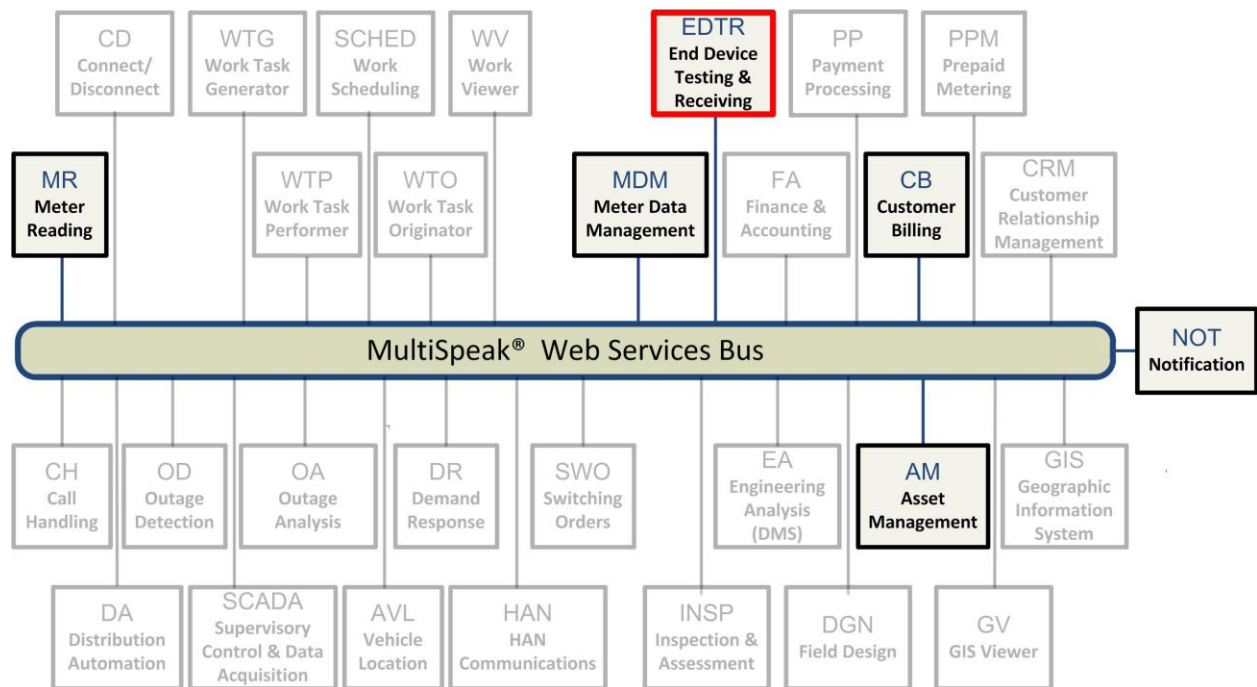 CD
Connect/
Disconnect
WTG
Work Task
Generator
SCHED
Work
Scheduling
WV
Work
Viewer
EDTR
End Device
Testing &
Receiving
PP
Payment
Processing
PPM
Prepaid
Metering
MR
Meter
Reading
WTP
Work Task
Performer
WTO
Work Task
Originator
MDM
Meter Data
Management
FA
Finance &
Accounting
CB
Customer
Billing
CRM
Customer
Relationship
Management
MultiSpeak® Web Services Bus
NOT
Notification
CH
Call
Handling
OD
Outage
Detection
OA
Outage
Analysis
DR
Demand
Response
SWO
Switching
Orders
EA
Engineering
Analysis
(DMS)
AM
Asset
Management
GIS
Geographic
Information
System
DA
Distribution
Automation
SCADA
Supervisory
Control & Data
Acquisition
AVL
Vehicle
Location
HAN
HAN
Communications
INSP
Inspection &
Assessment
DGN
Field Design
GV
GIS Viewer